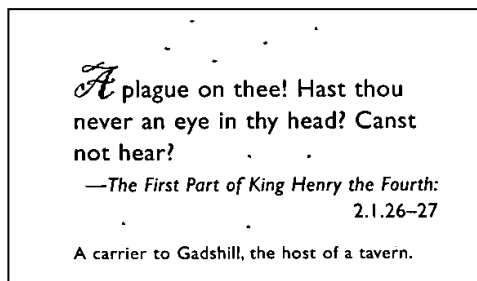 A plague on thee! Hast thou
never an eye in thy head? Canst
not hear?
—The First Part of King Henry the Fourth:
2.1.26–27
A carrier to Gadshill, the host of a tavern.